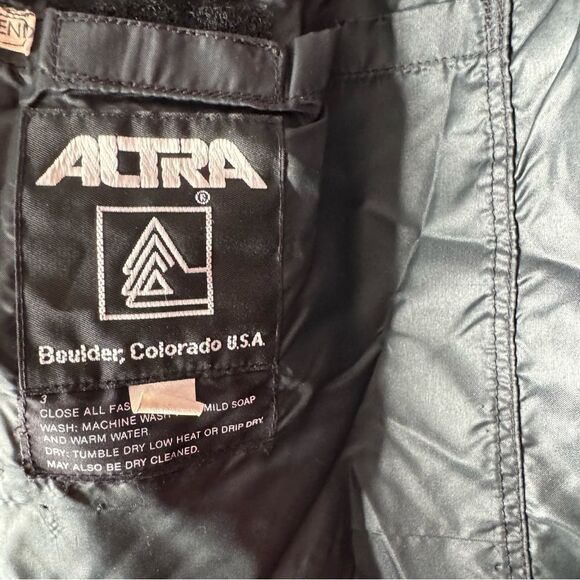 ALTRA
®
Boulder, Colorado U.S.A.
3
CLOSE ALL FAS
WASH: MACHINE WASH MILD SOAP
AND WARM WATER.
DRY: TUMBLE DRY LOW HEAT OR DRIP DRY.
MAY ALSO BE DRY CLEANED.